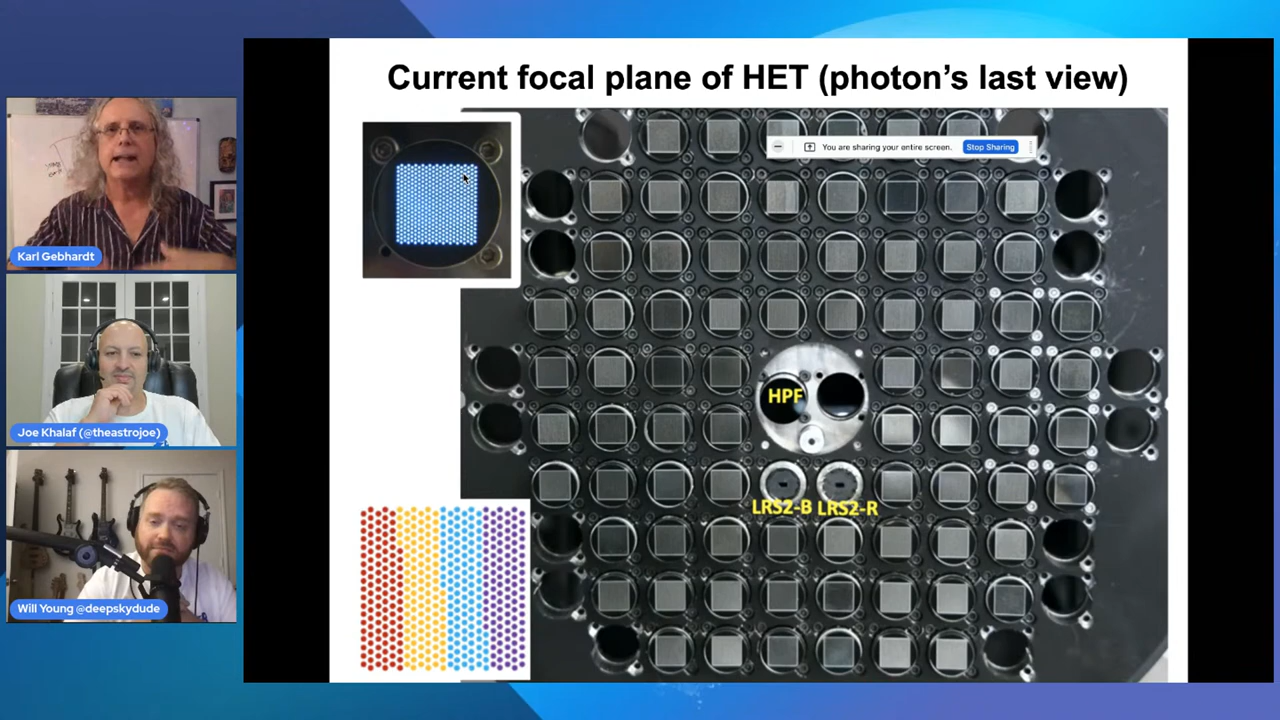 Current focal plane of HET (photon's last view)
You are sharing your entire screen.
Stop Sharing
Karl Gebhardt
HPF
Joe Khalaf (@theastrojoe)
LRS2-B LRS2-R
Will Young @deepskydude